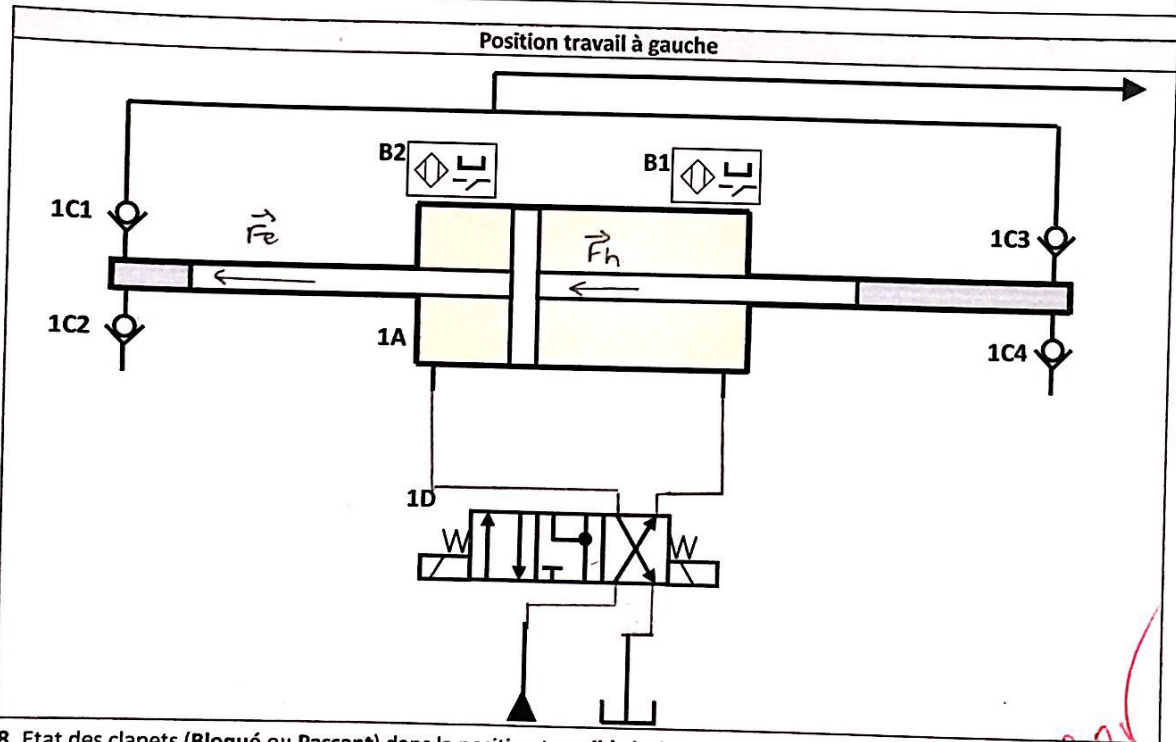 Position travail à gauche
B2
B1
1C1
Fe
Fh
1C3
1C2
1A
1C4
1D
8. Etat des clapets (Bloqué ou Passant) dans la position